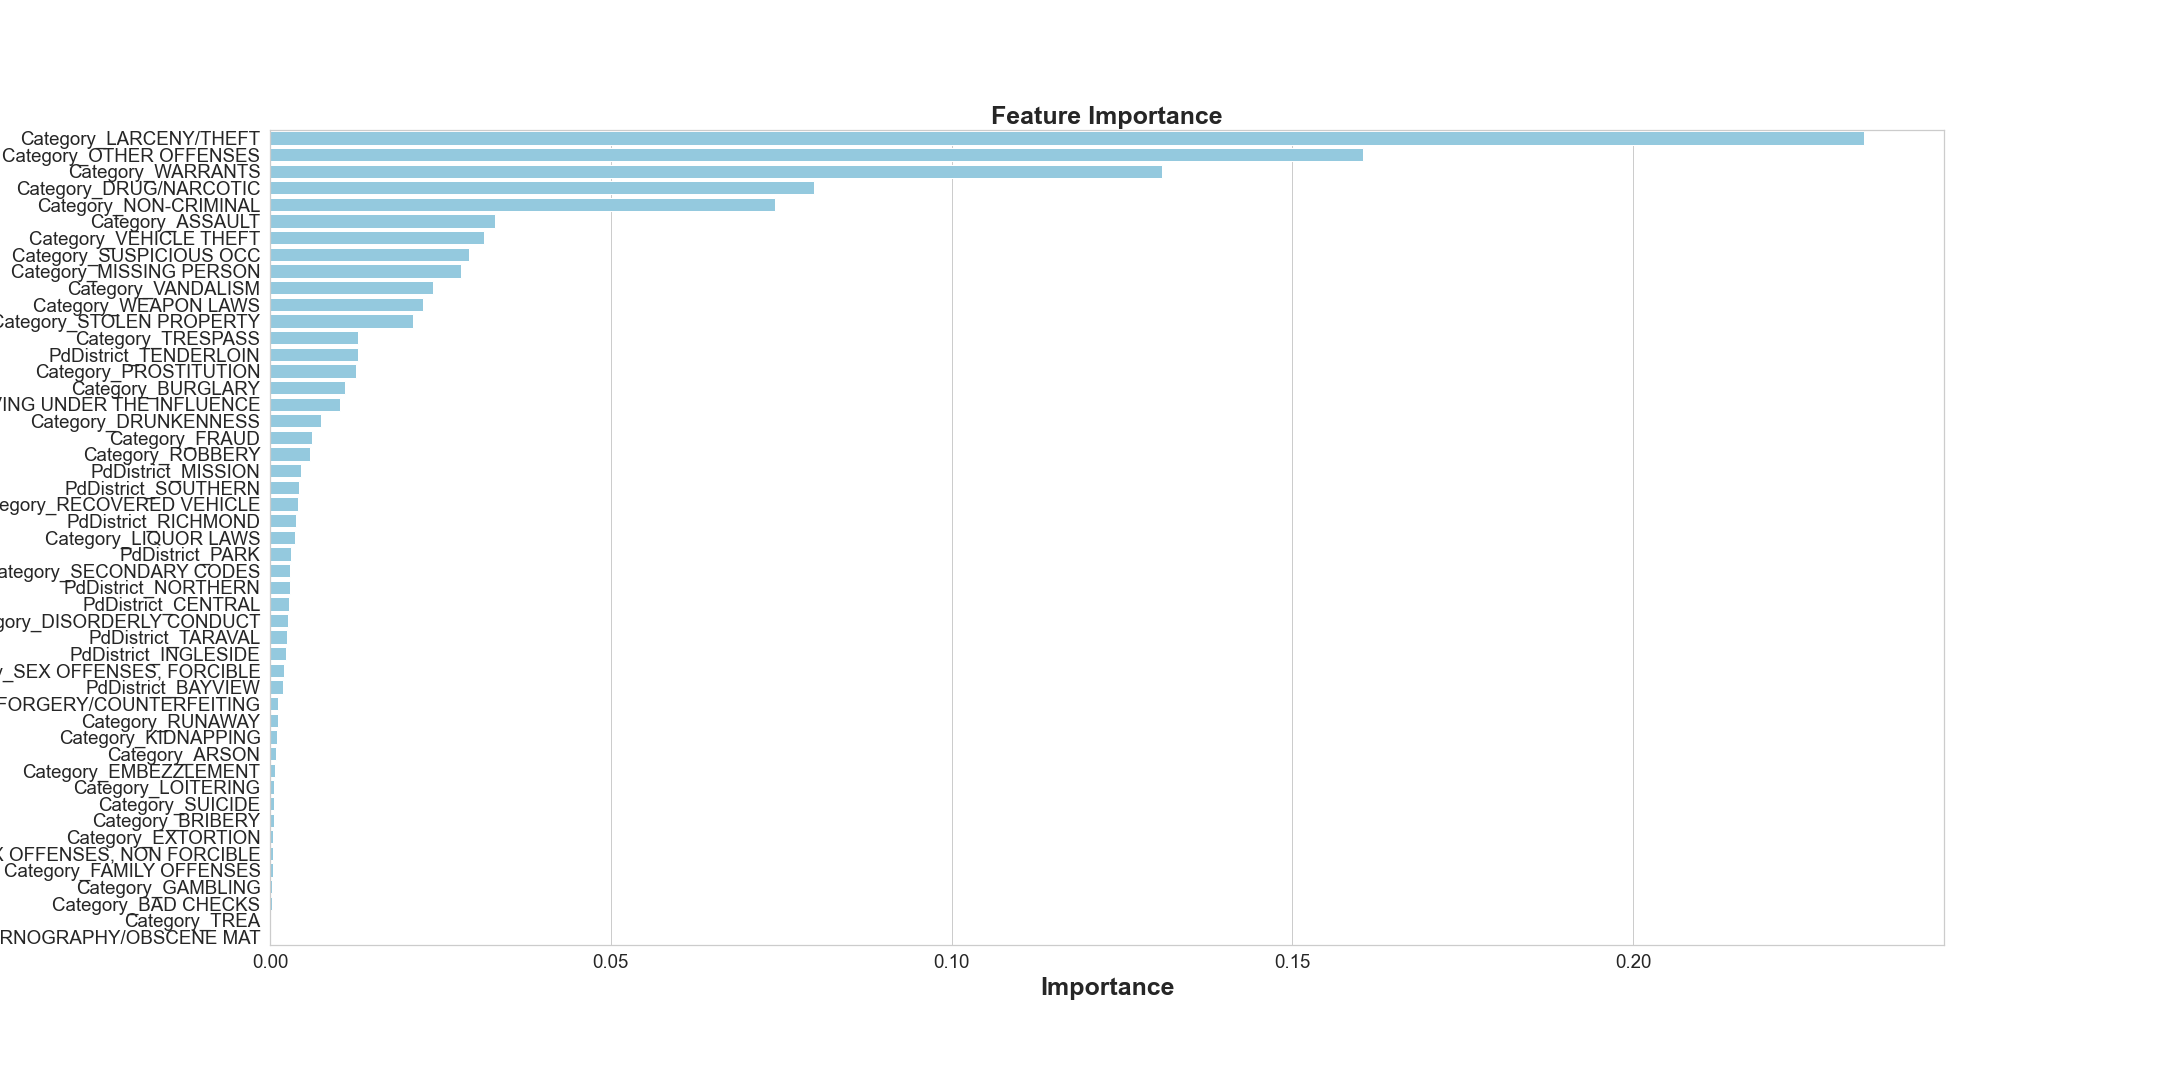 Feature Importance
Category_LARCENY/THEFT
Category_OTHER OFFENSES
Category_WARRANTS
Category_DRUG/NARCOTIC
Category_NON-CRIMINAL
Category_ASSAULT
Category_VEHICLE THEFT
Category_SUSPICIOUS OCC
Category_MISSING PERSON
Category_VANDALISM
Category_WEAPON LAWS
Category_STOLEN PROPERTY
Category_TRESPASS
PdDistrict_TENDERLOIN
Category_PROSTITUTION
Category_BURGLARY
VING UNDER THE INFLUENCE
Category_DRUNKENNESS
Category_FRAUD
Category_ROBBERY
PdDistrict_MISSION
PdDistrict_SOUTHERN
egory_RECOVERED VEHICLE
PdDistrict_RICHMOND
Category_LIQUOR LAWS
PdDistrict_PARK
ategory_SECONDARY CODES
PdDistrict_NORTHERN
PdDistrict_CENTRAL
gory_DISORDERLY CONDUCT
PdDistrict_TARAVAL
PdDistrict_INGLESIDE
y_SEX OFFENSES, FORCIBLE
PdDistrict_BAYVIEW
FORGERY/COUNTERFEITING
Category_RUNAWAY
Category_KIDNAPPING
Category_ARSON
Category_EMBEZZLEMENT
Category_LOITERING
Category_SUICIDE
Category_BRIBERY
Category_EXTORTION
X OFFENSES, NON FORCIBLE
Category_FAMILY OFFENSES
Category_GAMBLING
Category_BAD CHECKS
Category_TREA
RNOGRAPHY/OBSCENE MAT
0.00 0.05 0.10 0.15 0.20
Importance